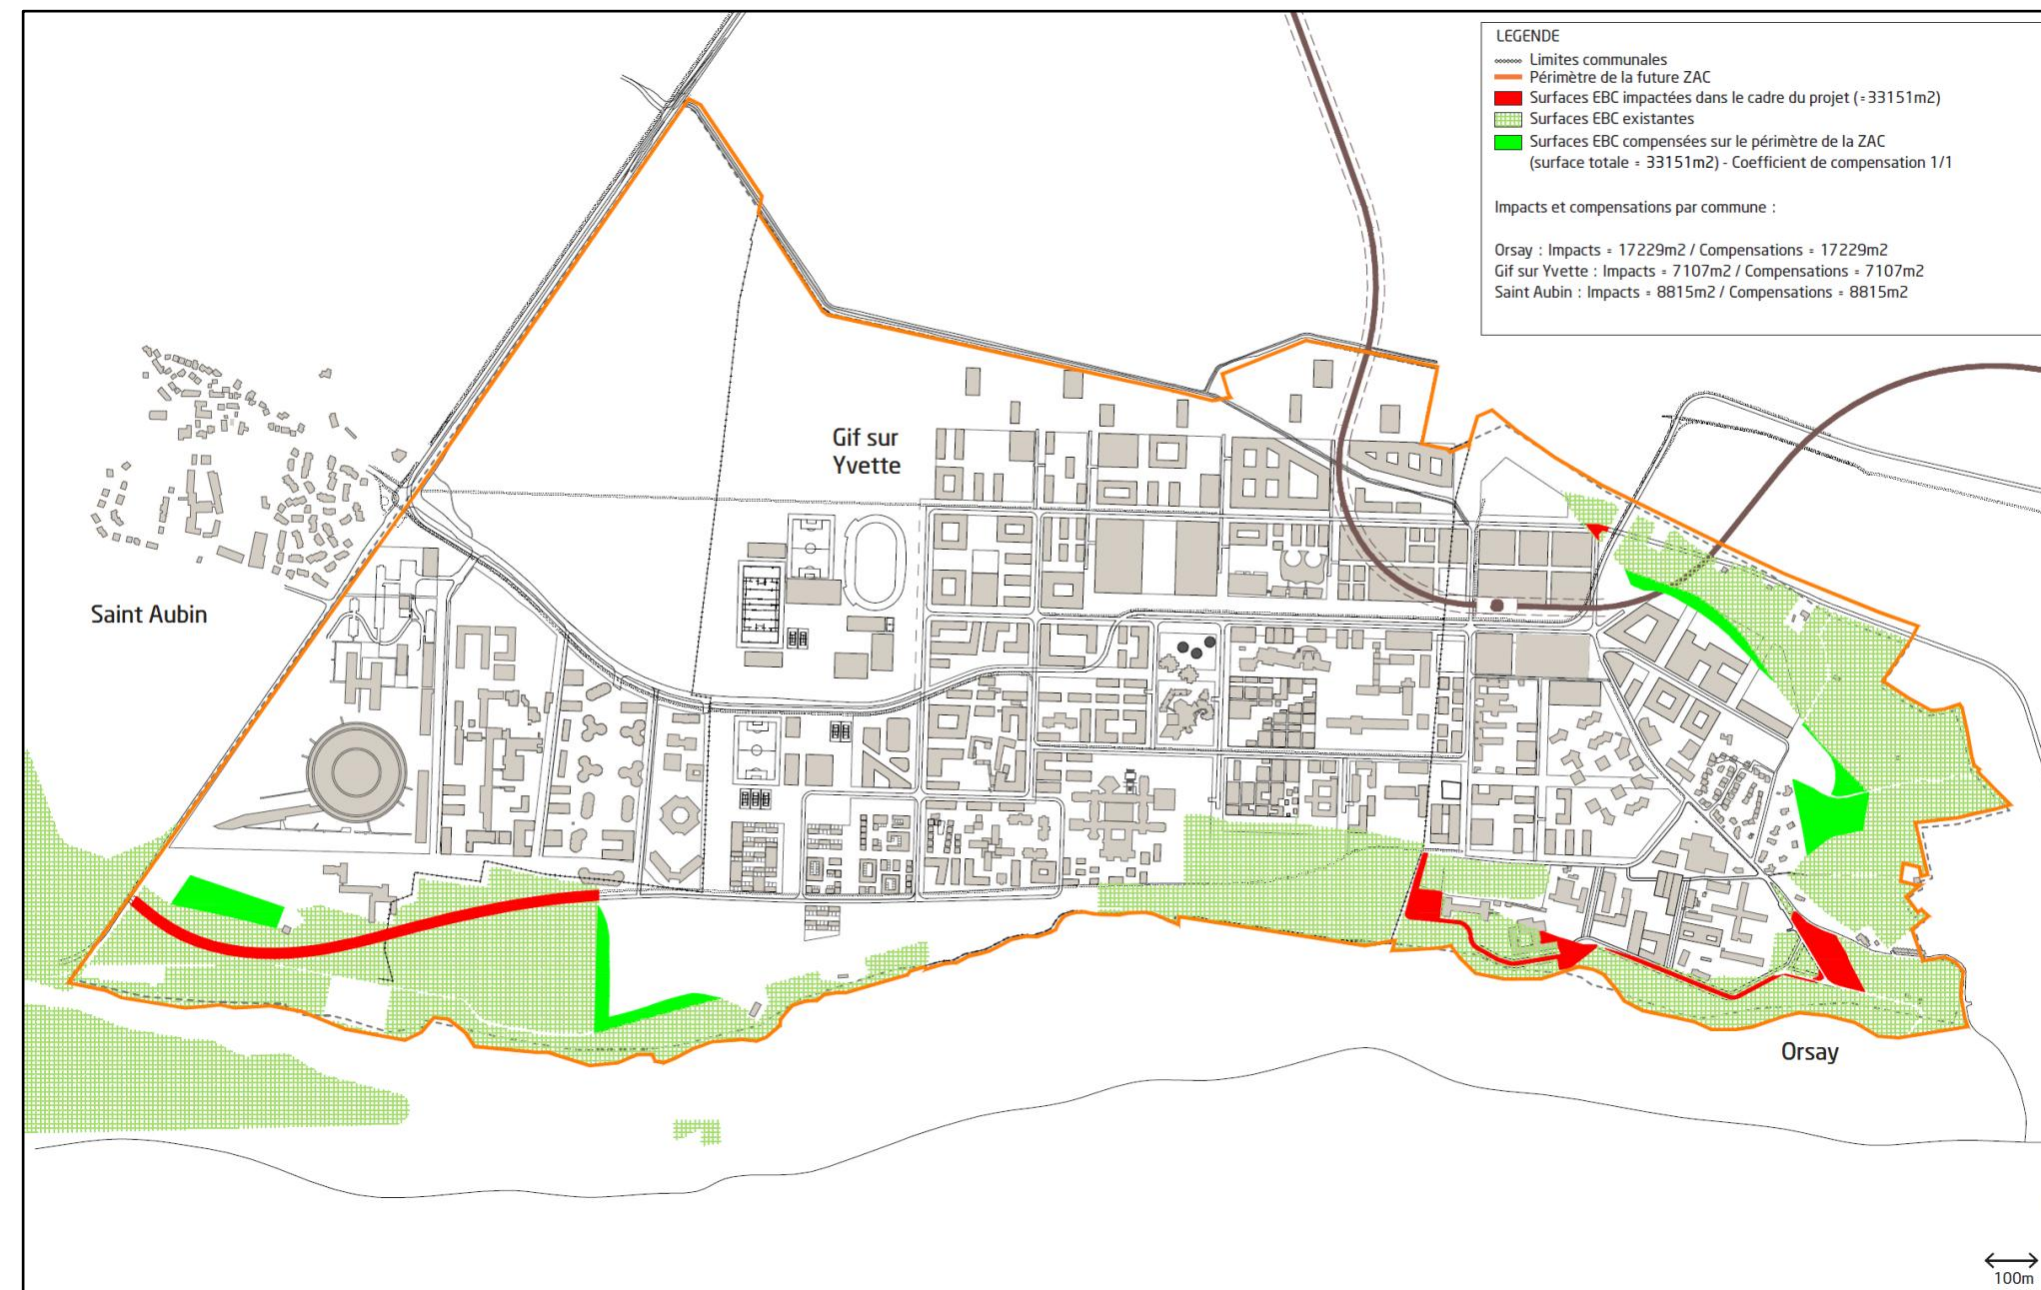 LEGENDE
Limites communales
Périmètre de la future ZAC
Surfaces EBC impactées dans le cadre du projet (=33151m2)
Surfaces EBC existantes
Surfaces EBC compensées sur le périmètre de la ZAC
(surface totale = 33151m2) - Coefficient de compensation 1/1
Impacts et compensations par commune :
Orsay : Impacts = 17229m2 / Compensations = 17229m2
Gif sur Yvette : Impacts = 7107m2 / Compensations = 7107m2
Saint Aubin : Impacts = 8815m2 / Compensations = 8815m2
Gif sur
Yvette
Saint Aubin
Orsay
100m